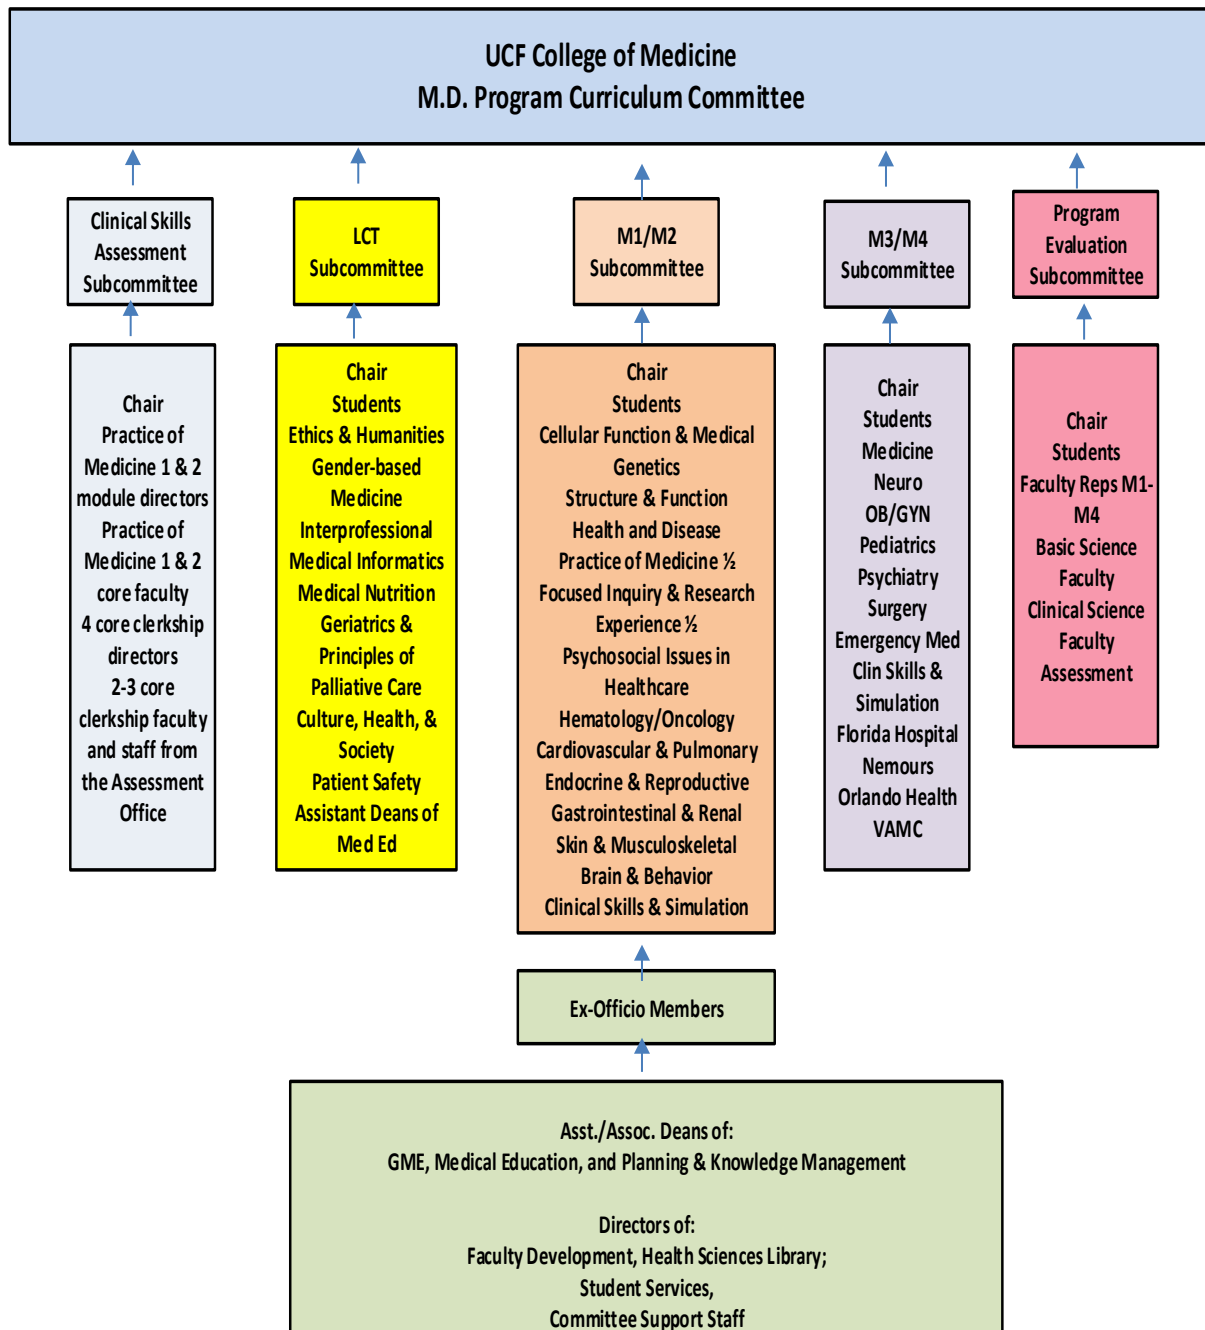 UCF College of Medicine
M.D. Program Curriculum Committee
Clinical Skills
Assessment
Subcommittee
LCT
Subcommittee
M1/M2
Subcommittee
M3/M4
Subcommittee
Program
Evaluation
Subcommittee
Chair
Practice of
Medicine 1 & 2
module directors
Practice of
Medicine 1 & 2
core faculty
4 core clerkship
directors
2-3 core
clerkship faculty
and staff from
the Assessment
Office
Chair
Students
Ethics & Humanities
Gender-based
Medicine
Interprofessional
Medical Informatics
Medical Nutrition
Geriatrics &
Principles of
Palliative Care
Culture, Health, &
Society
Patient Safety
Assistant Deans of
Med Ed
Chair
Students
Cellular Function & Medical
Genetics
Structure & Function
Health and Disease
Practice of Medicine ½
Focused Inquiry & Research
Experience ½
Psychosocial Issues in
Healthcare
Hematology/Oncology
Cardiovascular & Pulmonary
Endocrine & Reproductive
Gastrointestinal & Renal
Skin & Musculoskeletal
Brain & Behavior
Clinical Skills & Simulation
Chair
Students
Medicine
Neuro
OB/GYN
Pediatrics
Psychiatry
Surgery
Emergency Med
Clin Skills &
Simulation
Florida Hospital
Nemours
Orlando Health
VAMC
Chair
Students
Faculty Reps M1-
M4
Basic Science
Faculty
Clinical Science
Faculty
Assessment
Ex-Officio Members
Asst./Assoc. Deans of:
GME, Medical Education, and Planning & Knowledge Management
Directors of:
Faculty Development, Health Sciences Library;
Student Services,
Committee Support Staff